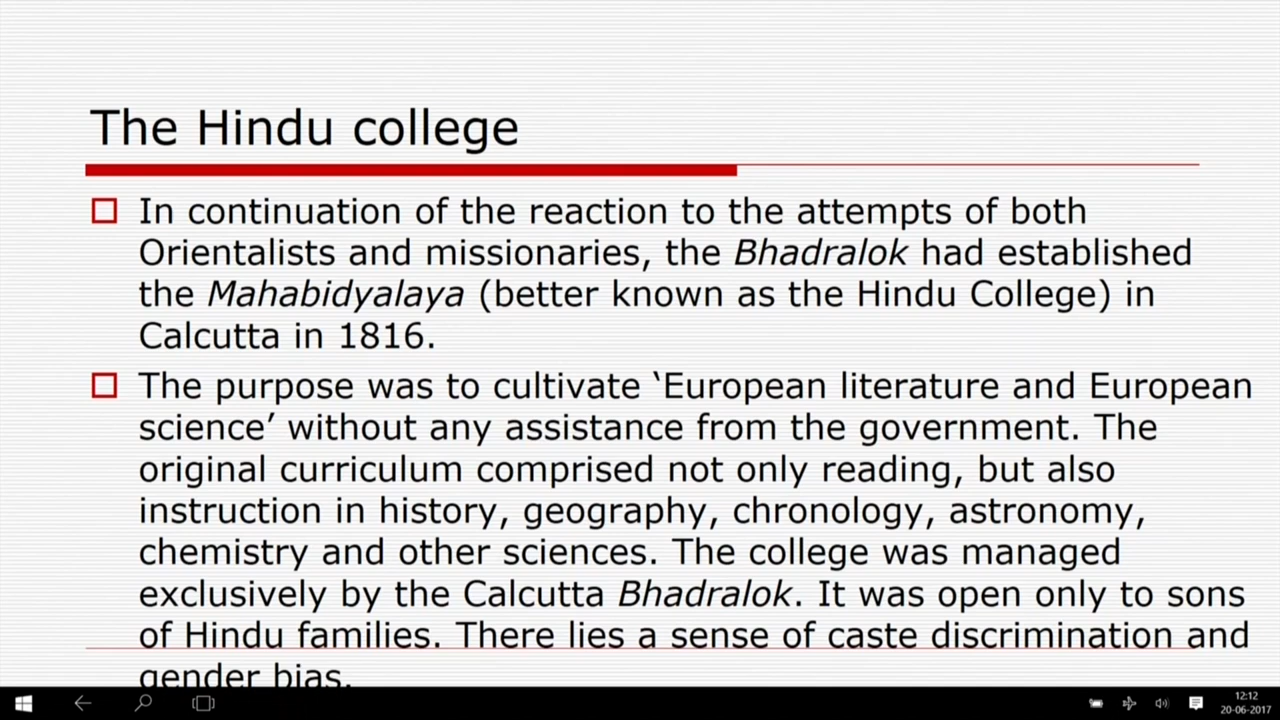 The Hindu college
In continuation of the reaction to the attempts of both
Orientalists and missionaries, the Bhadralok had established
the Mahabidyalaya (better known as the Hindu College) in
Calcutta in 1816.
The purpose was to cultivate ‘European literature and European
science’ without any assistance from the government. The
original curriculum comprised not only reading, but also
instruction in history, geography, chronology, astronomy,
chemistry and other sciences. The college was managed
exclusively by the Calcutta Bhadralok. It was open only to sons
of Hindu families. There lies a sense of caste discrimination and
gender bias.
12:12
20-06-2017